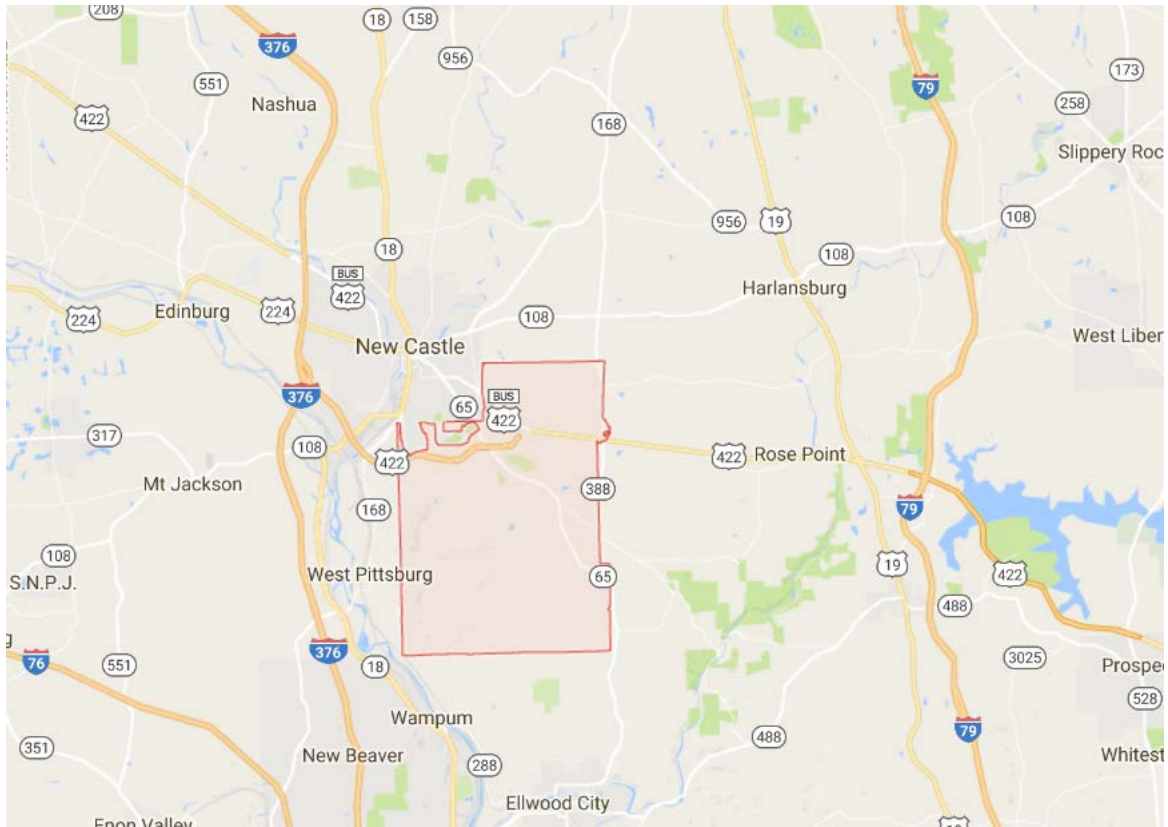 208
18
158
376
956
551
Nashua
422
79
173
258
168
Slippery Roc
956
19
108
18
108
BUS
422
Harlansburg
Edinburg
224
224
108
New Castle
West Liber
376
65
BUS
422
317
108
422
422
Rose Point
Mt Jackson
388
168
79
108
S.N.P.J.
West Pittsburg
65
19
422
488
g
76
551
376
18
3025
Prospec
528
Wampum
351
New Beaver
288
488
79
Whitest
Ellwood City
Enon Valley